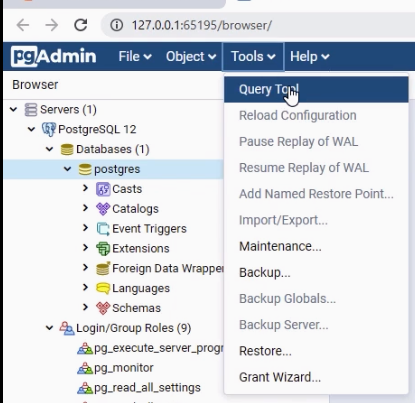 127.0.0.1:65195/browser/
pgAdmin File Object Tools Help
Browser
Servers (1)
PostgreSQL 12
Databases (1)
postgres
Casts
Catalogs
Event Triggers
Extensions
Foreign Data Wrappe
Languages
Schemas
Login/Group Roles (9)
pg_execute_server_progr
pg_monitor
pg_read_all_settings
Query Tool
Reload Configuration
Pause Replay of WAL
Resume Replay of WAL
Add Named Restore Point...
Import/Export...
Maintenance...
Backup...
Backup Globals...
Backup Server...
Restore...
Grant Wizard...